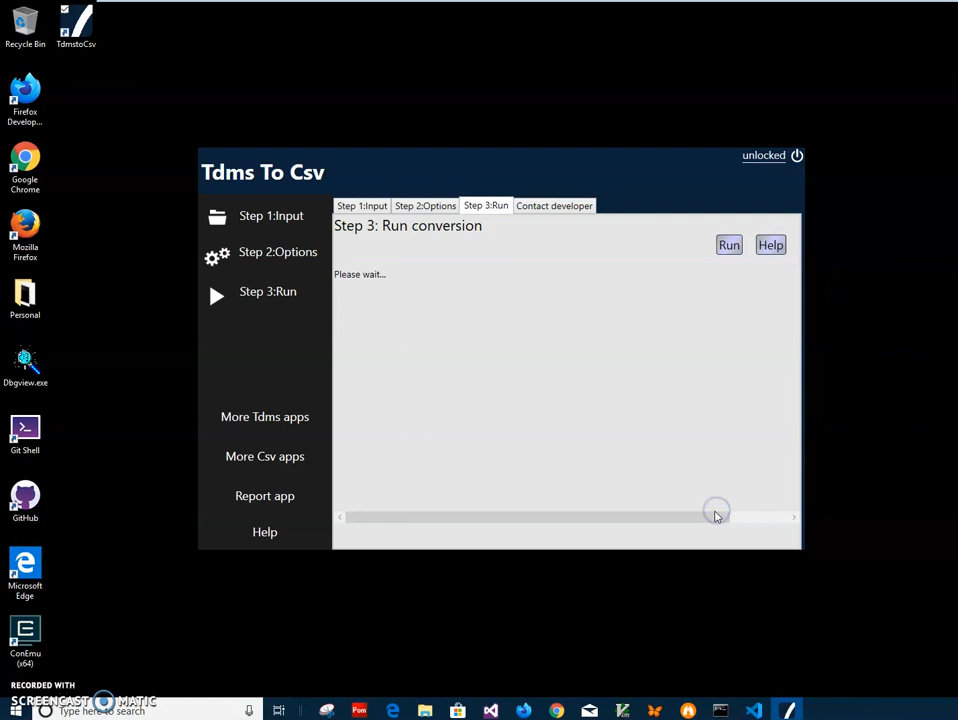 Recycle Bin
TdmstoCsv
Firefox
Develop...
Google
Chrome
Mozilla
Firefox
Personal
Dbgview.exe
Git Shell
GitHub
Microsoft
Edge
ConEmu
(x64)
unlocked
Tdms To Csv
Step 1:Input
Step 2:Options
Step 3:Run
More Tdms apps
More Csv apps
Report app
Help
Step 1:Input Step 2:Options Step 3:Run Contact developer
Step 3: Run conversion
Run Help
Please wait...
RECORDED WITH
SCREENCAST MATIC
Type here to search
Pom